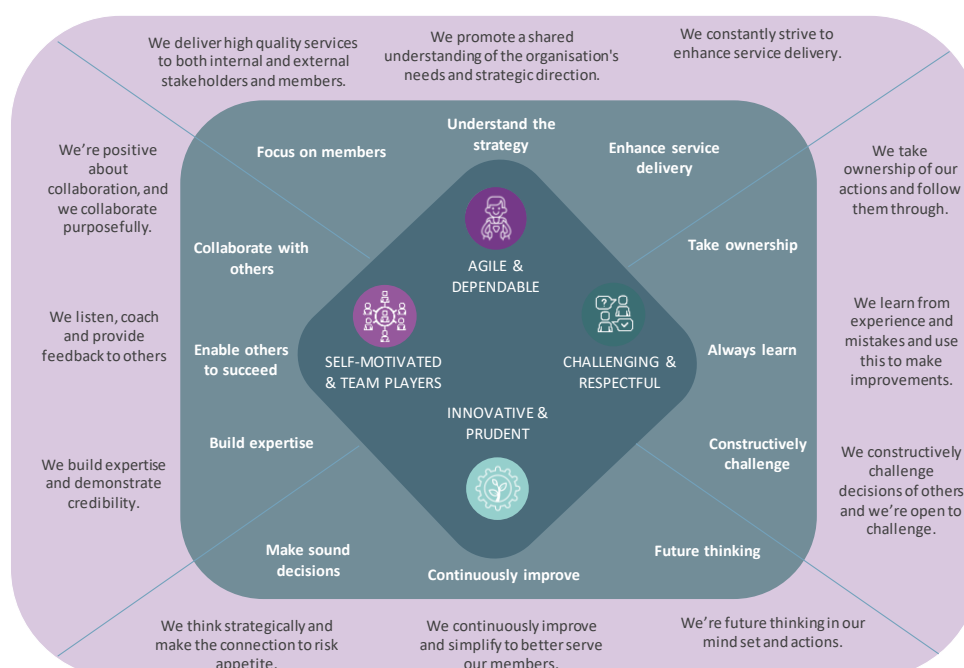 We deliver high quality services
to both internal and external
stakeholders and members.
We promote a shared
understanding of the organisation's
needs and strategic direction.
We constantly strive to
enhance service delivery.
We're positive
about
collaboration, and
we collaborate
purposefully.
We listen, coach
and provide
feedback to others
We build expertise
and demonstrate
credibility.
Focus on members
Understand the
strategy
Enhance service
delivery
Collaborate with
others
Enable others
to succeed
Build expertise
AGILE &
DEPENDABLE
SELF-MOTIVATED
& TEAM PLAYERS
CHALLENGING &
RESPECTFUL
INNOVATIVE &
PRUDENT
Take ownership
Always learn
Constructively
challenge
Make sound
decisions
Continuously improve
Future thinking
We take
ownership of our
actions and follow
them through.
We learn from
experience and
mistakes and use
this to make
improvements.
We constructively
challenge
decisions of others
and we're open to
challenge.
We think strategically and
make the connection to risk
appetite.
We continuously improve
and simplify to better serve
our members.
We're future thinking in our
mind set and actions.